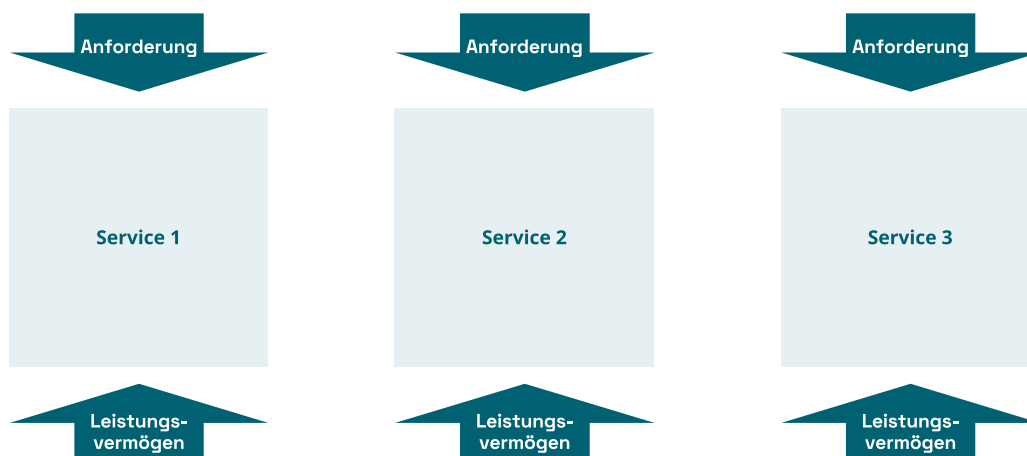 Anforderung
Anforderung
Anforderung
Service 1
Service 2
Service 3
Leistungs-
vermögen
Leistungs-
vermögen
Leistungs-
vermögen